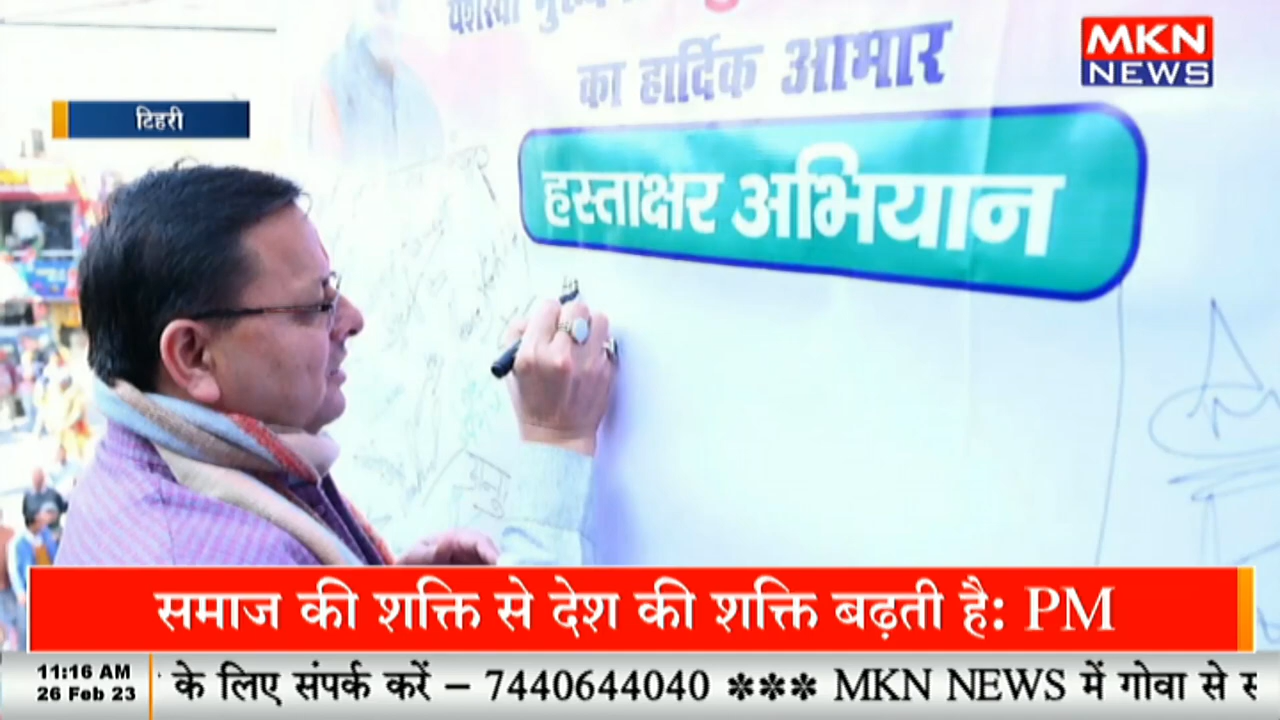 का हार्दिक आभार
MKN
NEWS
टिहरी
हस्ताक्षर अभियान
समाज की शक्ति से देश की शक्ति बढ़ती है: PM
11:16 AM
26 Feb 23
के लिए संपर्क करें – 7440644040 *** MKN NEWS में गोवा से